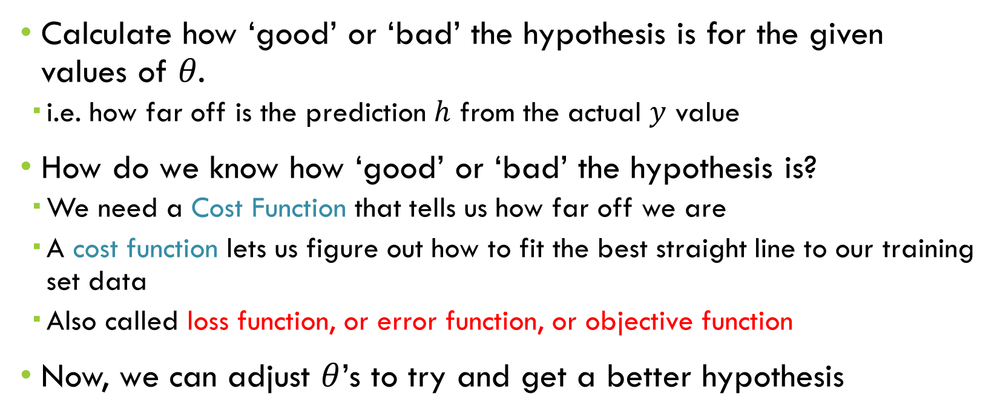 • Calculate how ‘good’ or ‘bad’ the hypothesis is for the given
values of θ.
▪ i.e. how far off is the prediction h from the actual y value
• How do we know how ‘good’ or ‘bad’ the hypothesis is?
▪ We need a Cost Function that tells us how far off we are
▪ A cost function lets us figure out how to fit the best straight line to our training
set data
▪ Also called loss function, or error function, or objective function
• Now, we can adjust θ’s to try and get a better hypothesis